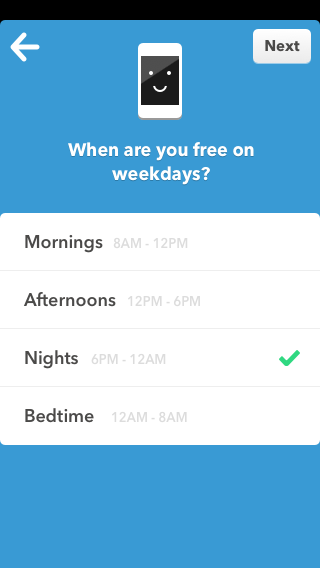 Next
When are you free on
weekdays?
Mornings 8AM - 12PM
Afternoons 12PM - 6PM
Nights 6PM - 12AM
Bedtime 12AM - 8AM